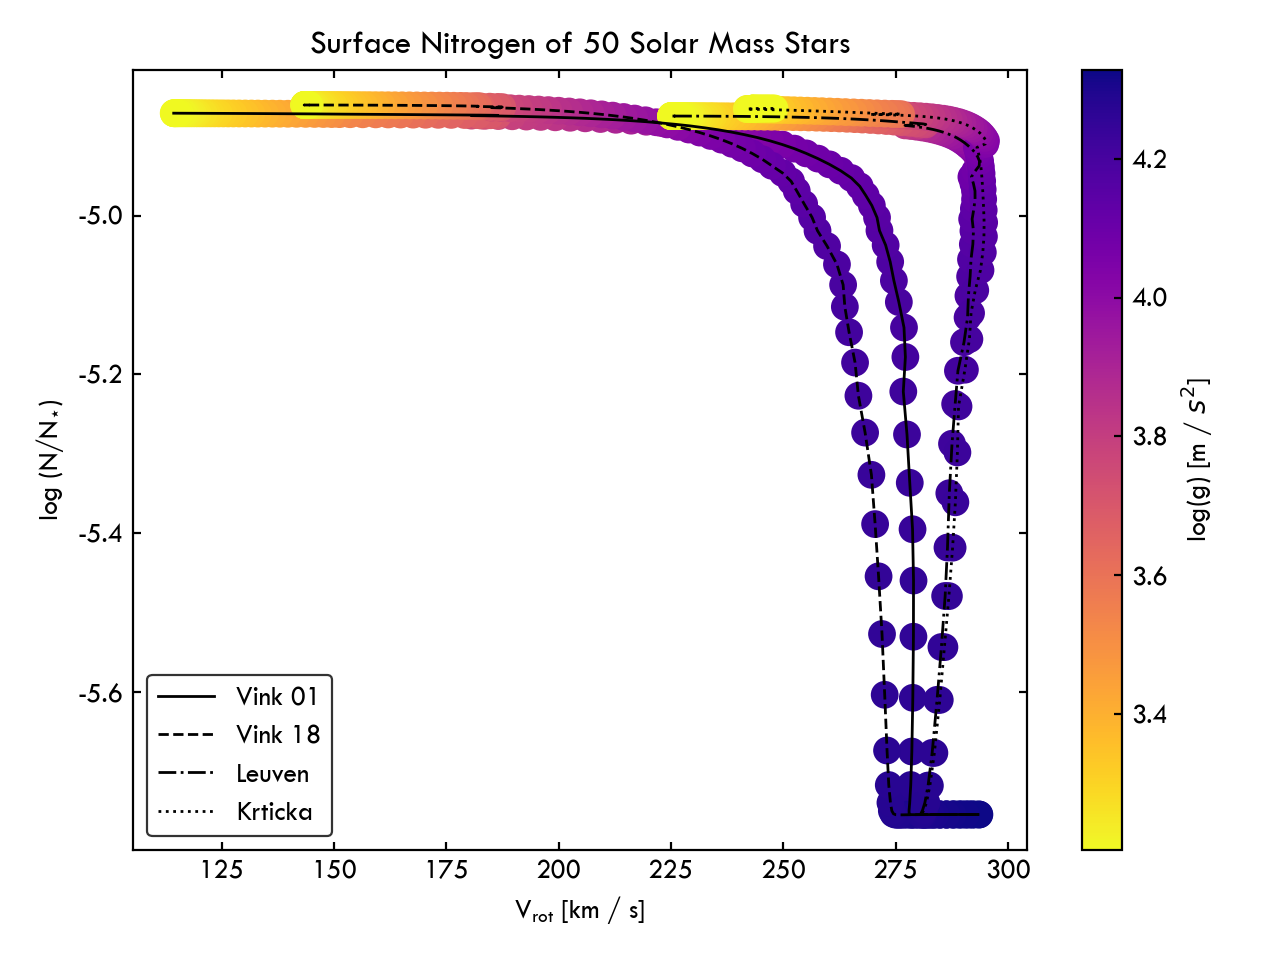 Surface Nitrogen of 50 Solar Mass Stars
log (N/N⋆)
-5.0
-5.2
-5.4
-5.6
Vink 01
Vink 18
Leuven
Krticka
125 150 175 200 225 250 275 300
V_rot [km / s]
4.2
4.0
3.8
3.6
3.4
log(g) [m / s²]